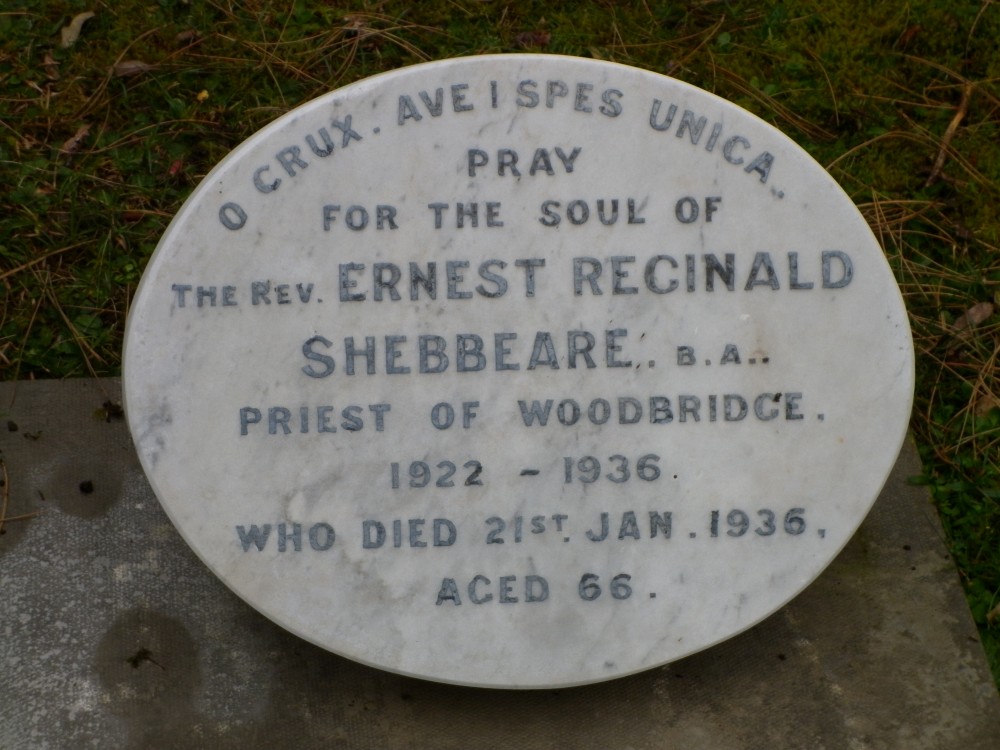 O CRUX. AVE I SPES UNICA.
PRAY
FOR THE SOUL OF
THE REV. ERNEST REGINALD
SHEBBEARE., B.A.,
PRIEST OF WOODBRIDGE,
1922 ~ 1936.
WHO DIED 21ST. JAN. 1936,
AGED 66.